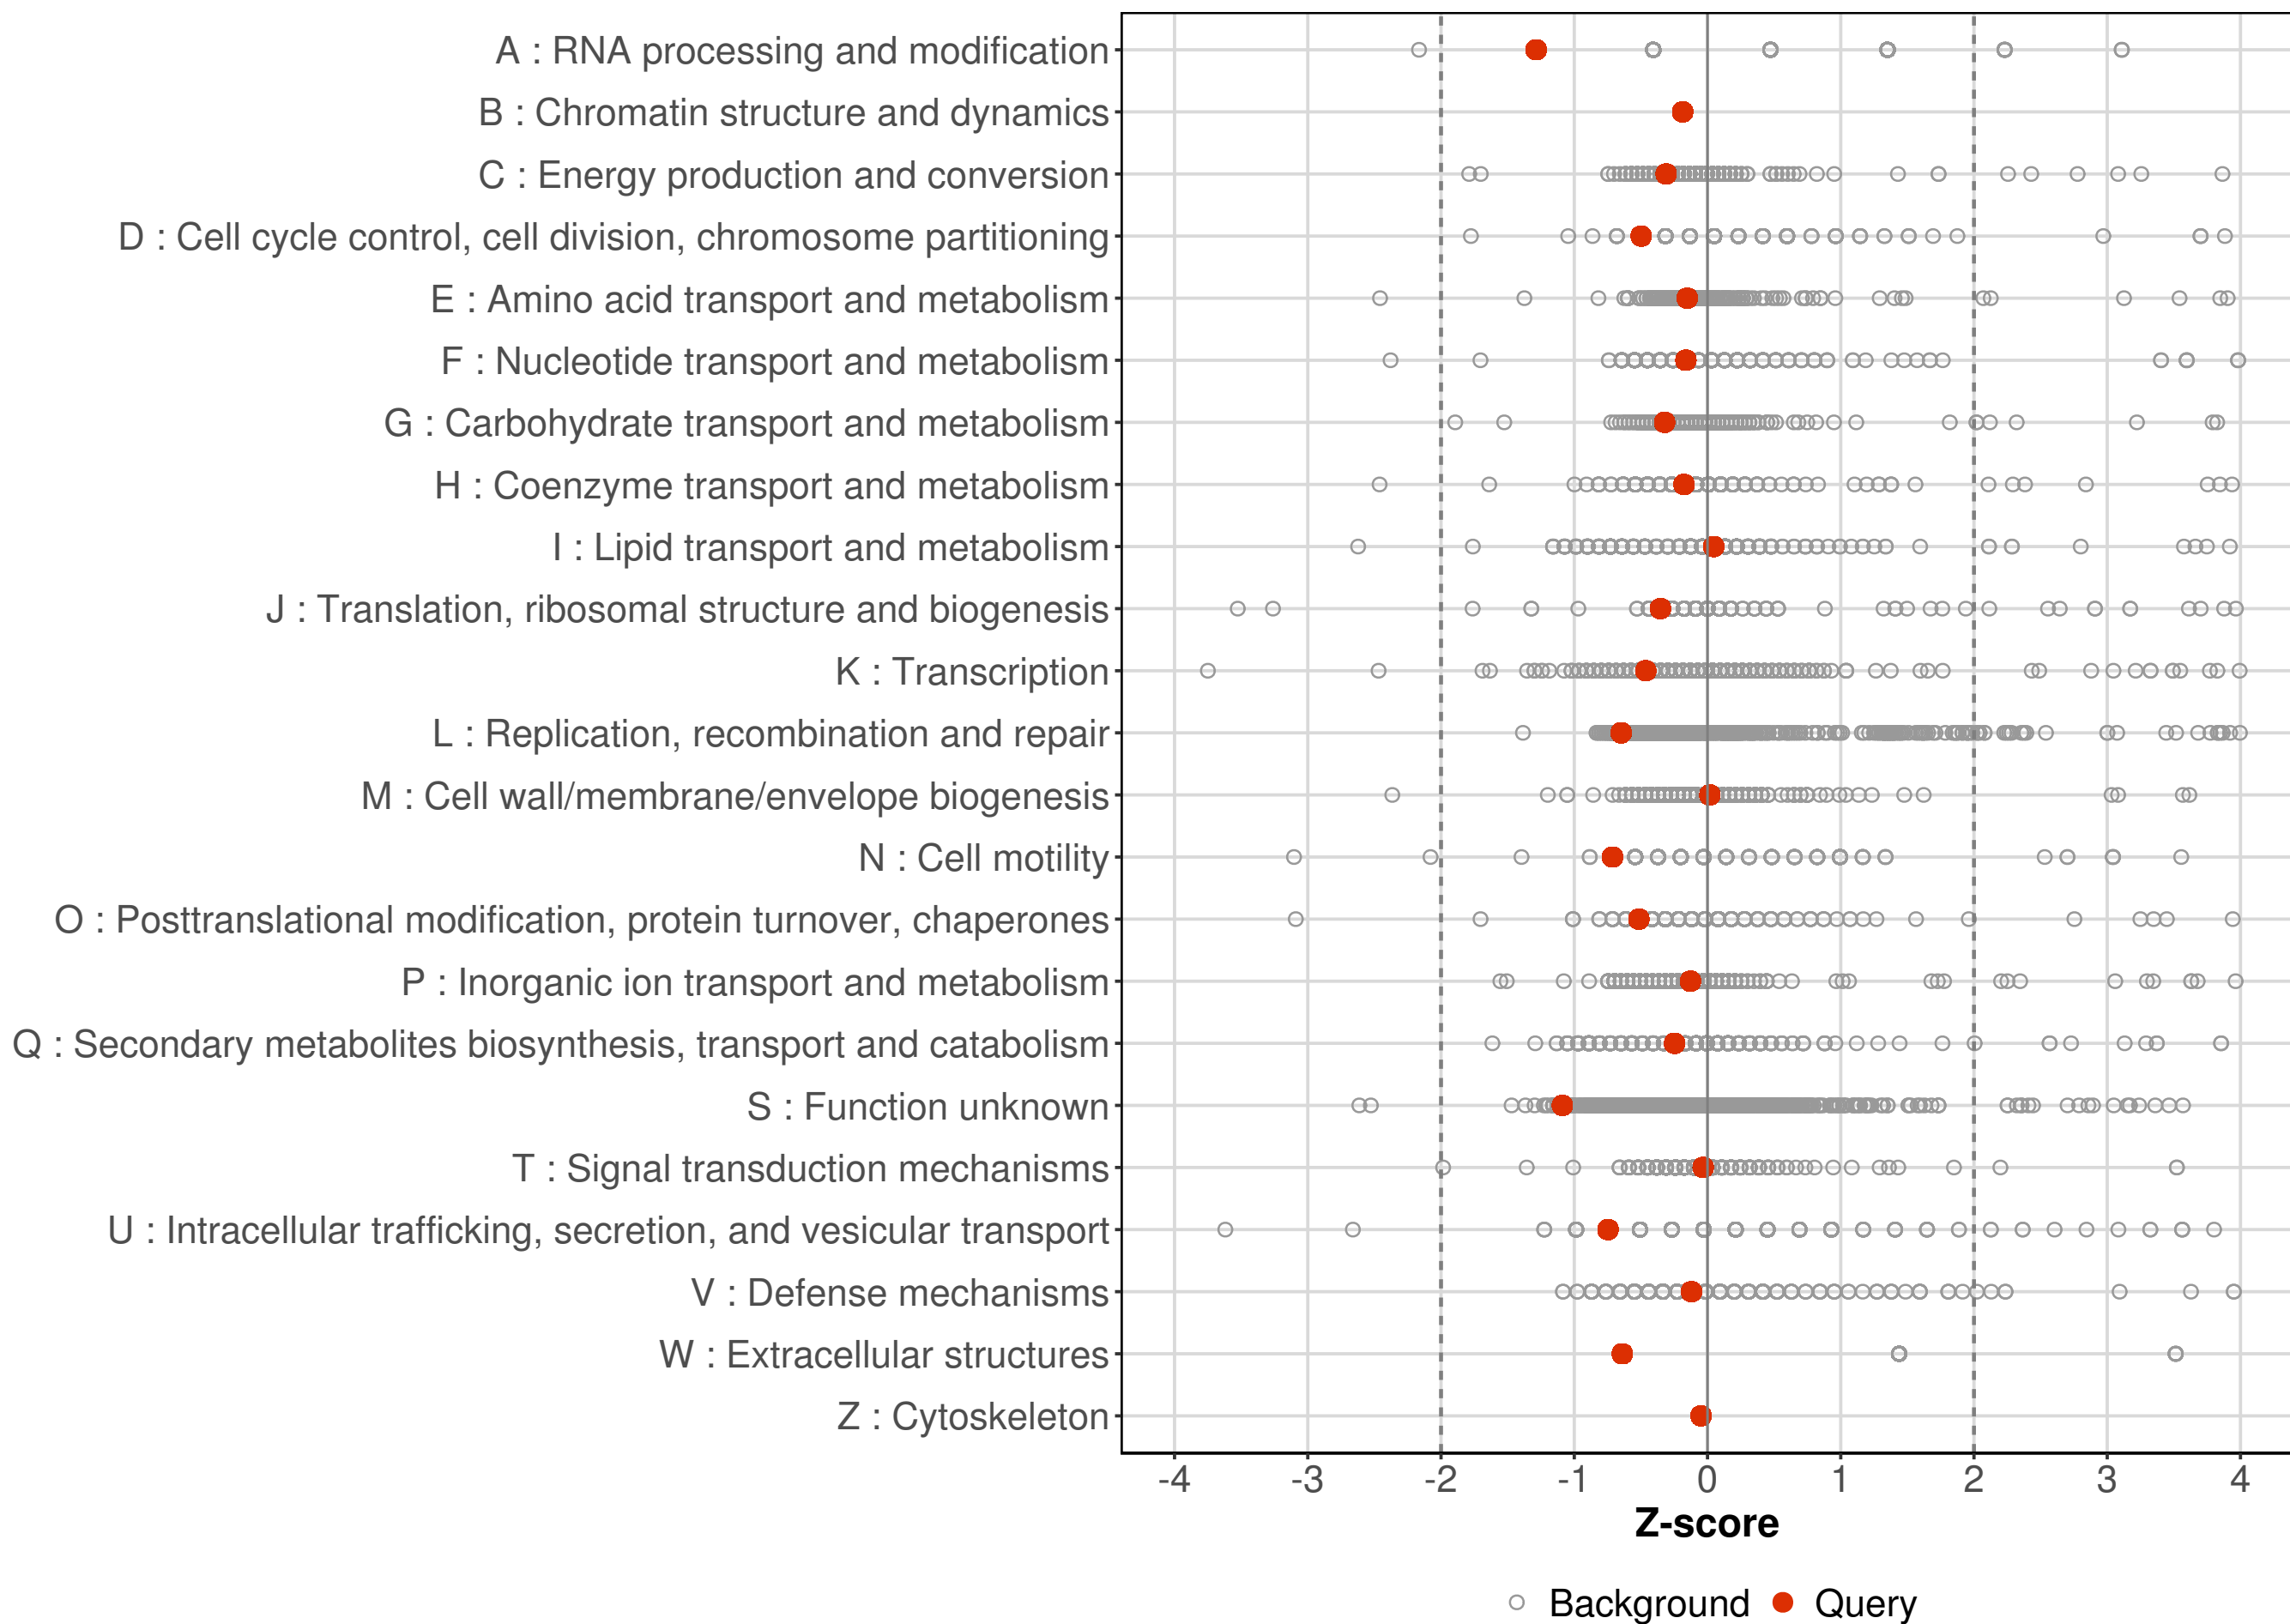 A : RNA processing and modification
B : Chromatin structure and dynamics
C : Energy production and conversion
D : Cell cycle control, cell division, chromosome partitioning
E : Amino acid transport and metabolism
F : Nucleotide transport and metabolism
G : Carbohydrate transport and metabolism
H : Coenzyme transport and metabolism
I : Lipid transport and metabolism
J : Translation, ribosomal structure and biogenesis
K : Transcription
L : Replication, recombination and repair
M : Cell wall/membrane/envelope biogenesis
N : Cell motility
O : Posttranslational modification, protein turnover, chaperones
P : Inorganic ion transport and metabolism
Q : Secondary metabolites biosynthesis, transport and catabolism
S : Function unknown
T : Signal transduction mechanisms
U : Intracellular trafficking, secretion, and vesicular transport
V : Defense mechanisms
W : Extracellular structures
Z : Cytoskeleton
-4 -3 -2 -1 0 1 2 3 4
Z-score
Background Query